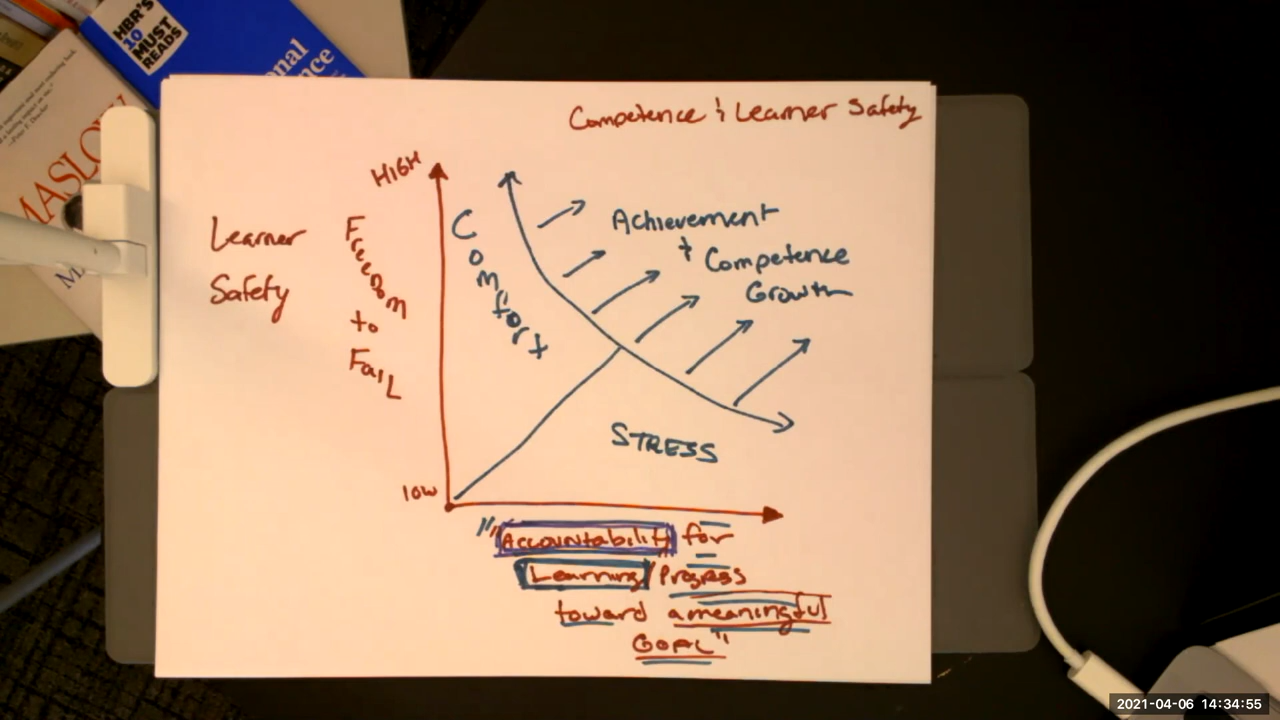 HBR'S
10
MUST
READS
MASLOW
Competence & Learner Safety
HIGH
Learner
Safety
Freedom
to
Fail
Comfort
Achievement
+ Competence
Growth
STRESS
low
"Accountability for
Learning/Progress
toward a meaningful
GOAL"
2021-04-06 14:34:55